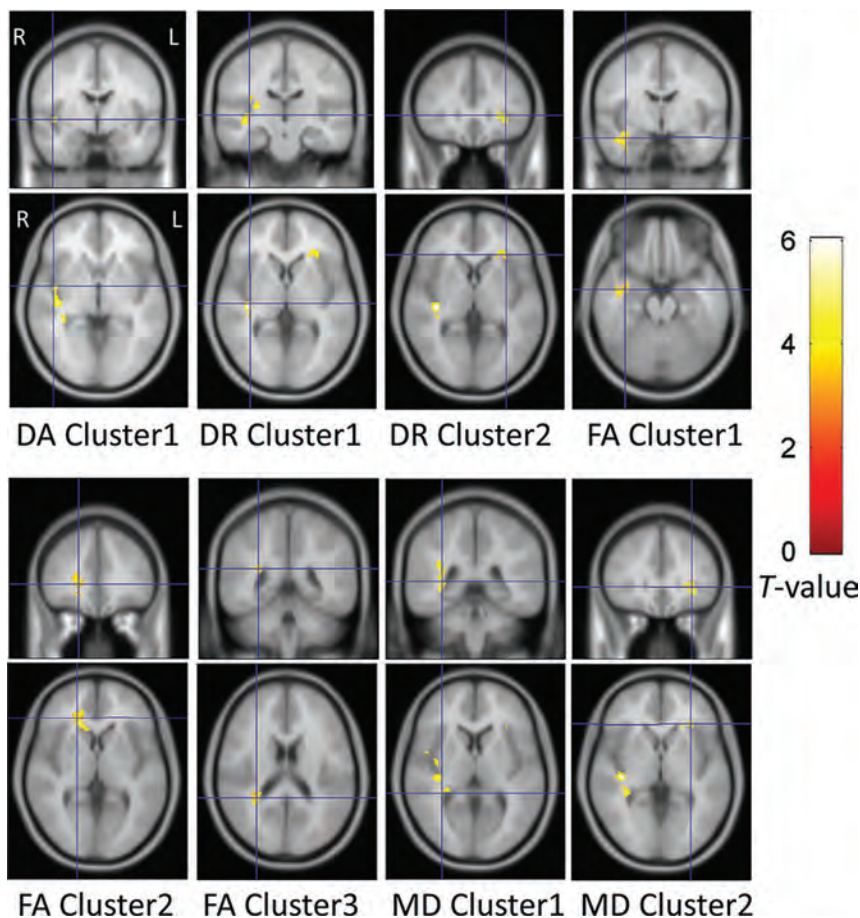 R L
R L
DA Cluster1 DR Cluster1 DR Cluster2 FA Cluster1
6
4
2
0
T-value
FA Cluster2 FA Cluster3 MD Cluster1 MD Cluster2